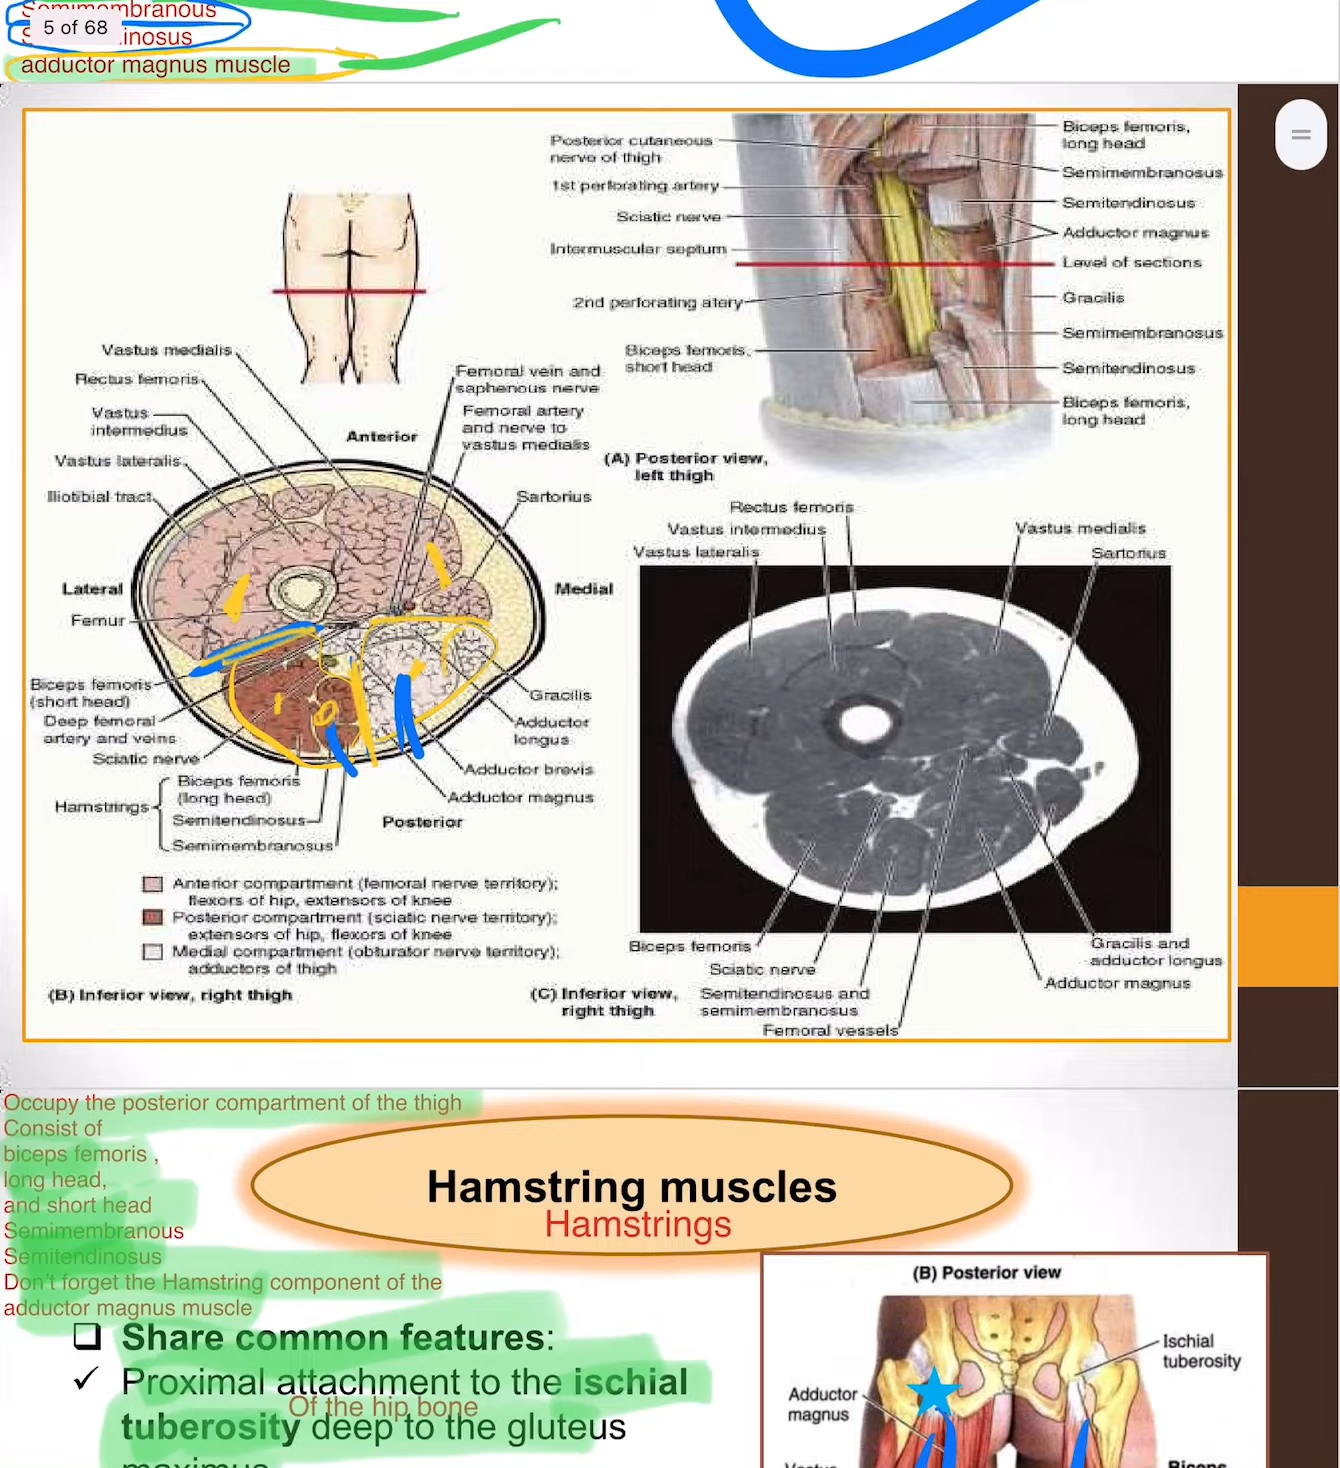 Semimembranous
5 of 68
inosus
adductor magnus muscle
Posterior cutaneous
nerve of thigh
1st perforating artery
Sciatic nerve
Intermuscular septum
2nd perforating atery
Biceps femoris,
short head
Biceps femoris,
long head
Semimembranosus
Semitendinosus
Adductor magnus
Level of sections
Gracilis
Semimembranosus
Semitendinosus
Biceps femoris,
long head
(A) Posterior view,
left thigh
Vastus medialis
Rectus femoris
Vastus
intermedius
Vastus lateralis
Iliotibial tract
Anterior
Femoral vein and
saphenous nerve
Femoral artery
and nerve to
vastus medialis
Sartorius
Lateral
Medial
Femur
Biceps femoris
(short head)
Deep femoral
artery and veins
Sciatic nerve
Hamstrings
Biceps femoris
(long head)
Semitendinosus
Semimembranosus
Gracilis
Adductor
longus
Adductor brevis
Adductor magnus
Posterior
Anterior compartment (femoral nerve territory);
flexors of hip, extensors of knee
Posterior compartment (sciatic nerve territory);
extensors of hip, flexors of knee
Medial compartment (obturator nerve territory);
adductors of thigh
(B) Inferior view, right thigh
Rectus femoris
Vastus intermedius
Vastus lateralis
Vastus medialis
Sartorius
Biceps femoris
Sciatic nerve
Semitendinosus and
semimembranosus
Femoral vessels
Gracilis and
adductor longus
Adductor magnus
(C) Inferior view,
right thigh
Occupy the posterior compartment of the thigh
Consist of
biceps femoris ,
long head,
and short head
Semimembranous
Semitendinosus
Don't forget the Hamstring component of the
adductor magnus muscle
Hamstring muscles
Hamstrings
Share common features:
Proximal attachment to the ischial
Of the hip bone
tuberosity deep to the gluteus
maximus
(B) Posterior view
Ischial
tuberosity
Adductor
magnus
Vastus
Biceps